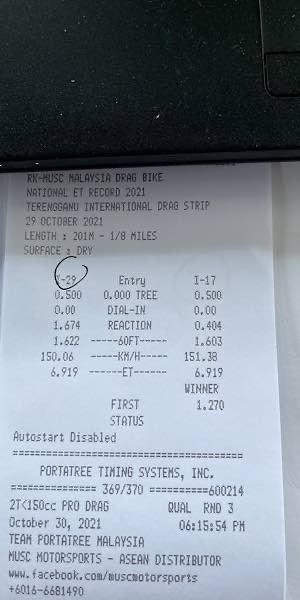 RK-MUSC MALAYSIA DRAG BIKE
NATIONAL ET RECORD 2021
TERENGGANU INTERNATIONAL DRAG STRIP
29 OCTOBER 2021
LENGTH : 201M - 1/8 MILES
SURFACE : DRY
-29 Entry I-17
0.500 0.000 TREE 0.500
0.00 DIAL-IN 0.00
1.674 REACTION 0.404
1.622 -----60FT----- 1.603
150.06 -----KM/H----- 151.38
6.919 ------ET------ 6.919
WINNER
FIRST 1.270
STATUS
Autostart Disabled
========================================
PORTATREE TIMING SYSTEMS, INC.
=============== 369/370 ==========600214
2T<150cc PRO DRAG QUAL RND 3
October 30, 2021 06:15:54 PM
TEAM PORTATREE MALAYSIA
MUSC MOTORSPORTS - ASEAN DISTRIBUTOR
www.facebook.com/muscmotorsports
+6016-6681490